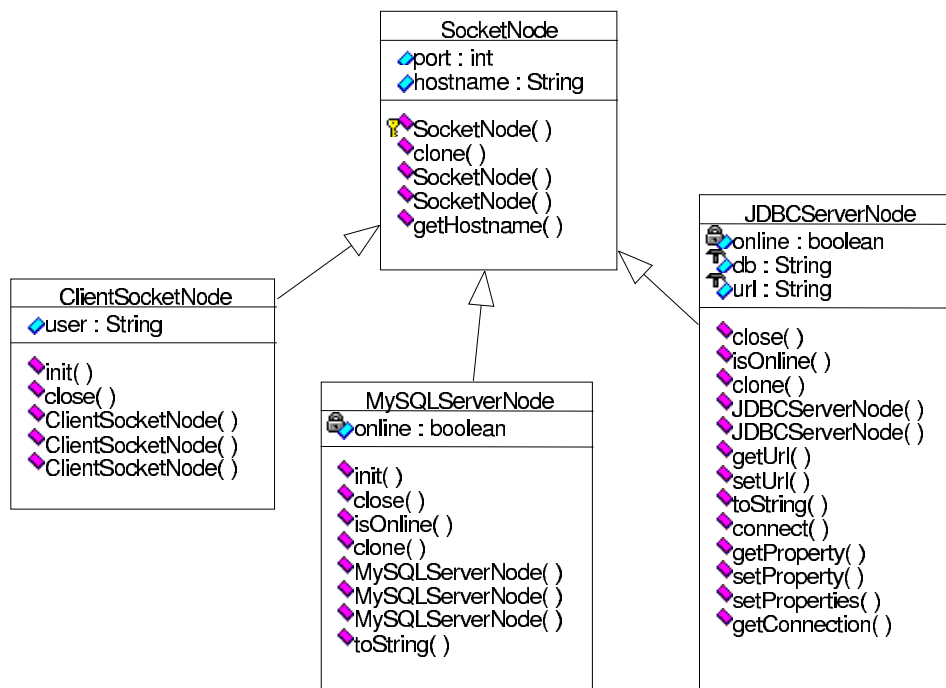 SocketNode
port : int
hostname : String
SocketNode( )
clone( )
SocketNode( )
SocketNode( )
getHostname( )
ClientSocketNode
user : String
init( )
close( )
ClientSocketNode( )
ClientSocketNode( )
ClientSocketNode( )
MySQLServerNode
online : boolean
init( )
close( )
isOnline( )
clone( )
MySQLServerNode( )
MySQLServerNode( )
MySQLServerNode( )
toString( )
JDBCServerNode
online : boolean
db : String
url : String
close( )
isOnline( )
clone( )
JDBCServerNode( )
JDBCServerNode( )
getUrl( )
setUrl( )
toString( )
connect( )
getProperty( )
setProperty( )
setProperties( )
getConnection( )